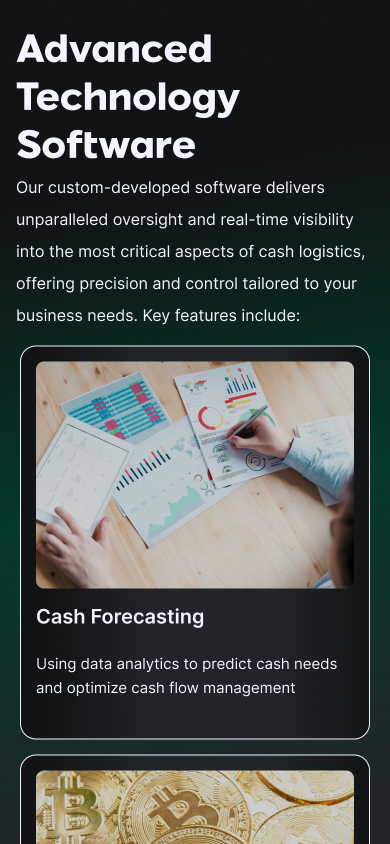 Advanced
Technology
Software
Our custom-developed software delivers
unparalleled oversight and real-time visibility
into the most critical aspects of cash logistics,
offering precision and control tailored to your
business needs. Key features include:
Cash Forecasting
Using data analytics to predict cash needs
and optimize cash flow management